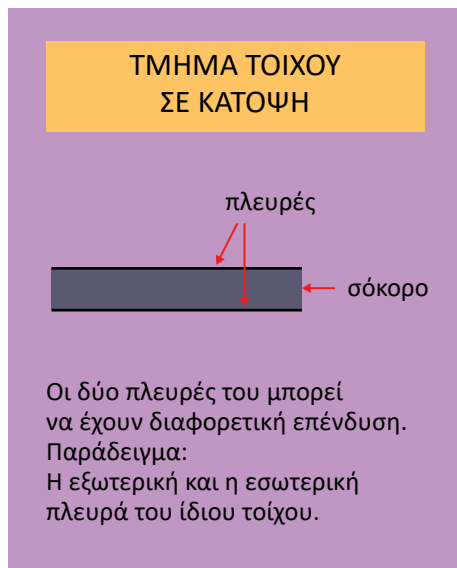 ΤΜΗΜΑ ΤΟΙΧΟΥ
ΣΕ ΚΑΤΟΨΗ
πλευρές
σόκορο
Οι δύο πλευρές του μπορεί
να έχουν διαφορετική επένδυση.
Παράδειγμα:
Η εξωτερική και η εσωτερική
πλευρά του ίδιου τοίχου.